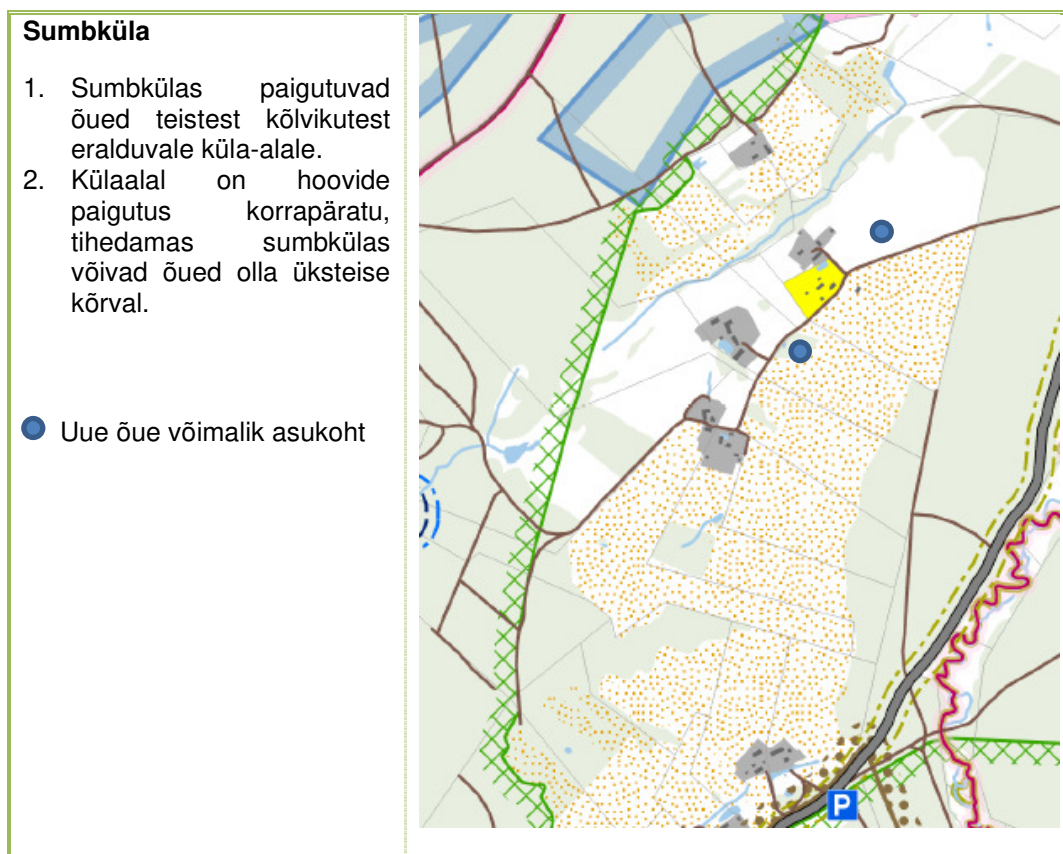 Sumbküla
1. Sumbkülas paigutuvad
õued teistest kõlvikutest
eralduvale küla-alale.
2. Külaalal on hoovide
paigutus korrapäratu,
tihedamas sumbkülas
võivad õued olla üksteise
kõrval.
Uue õue võimalik asukoht
P